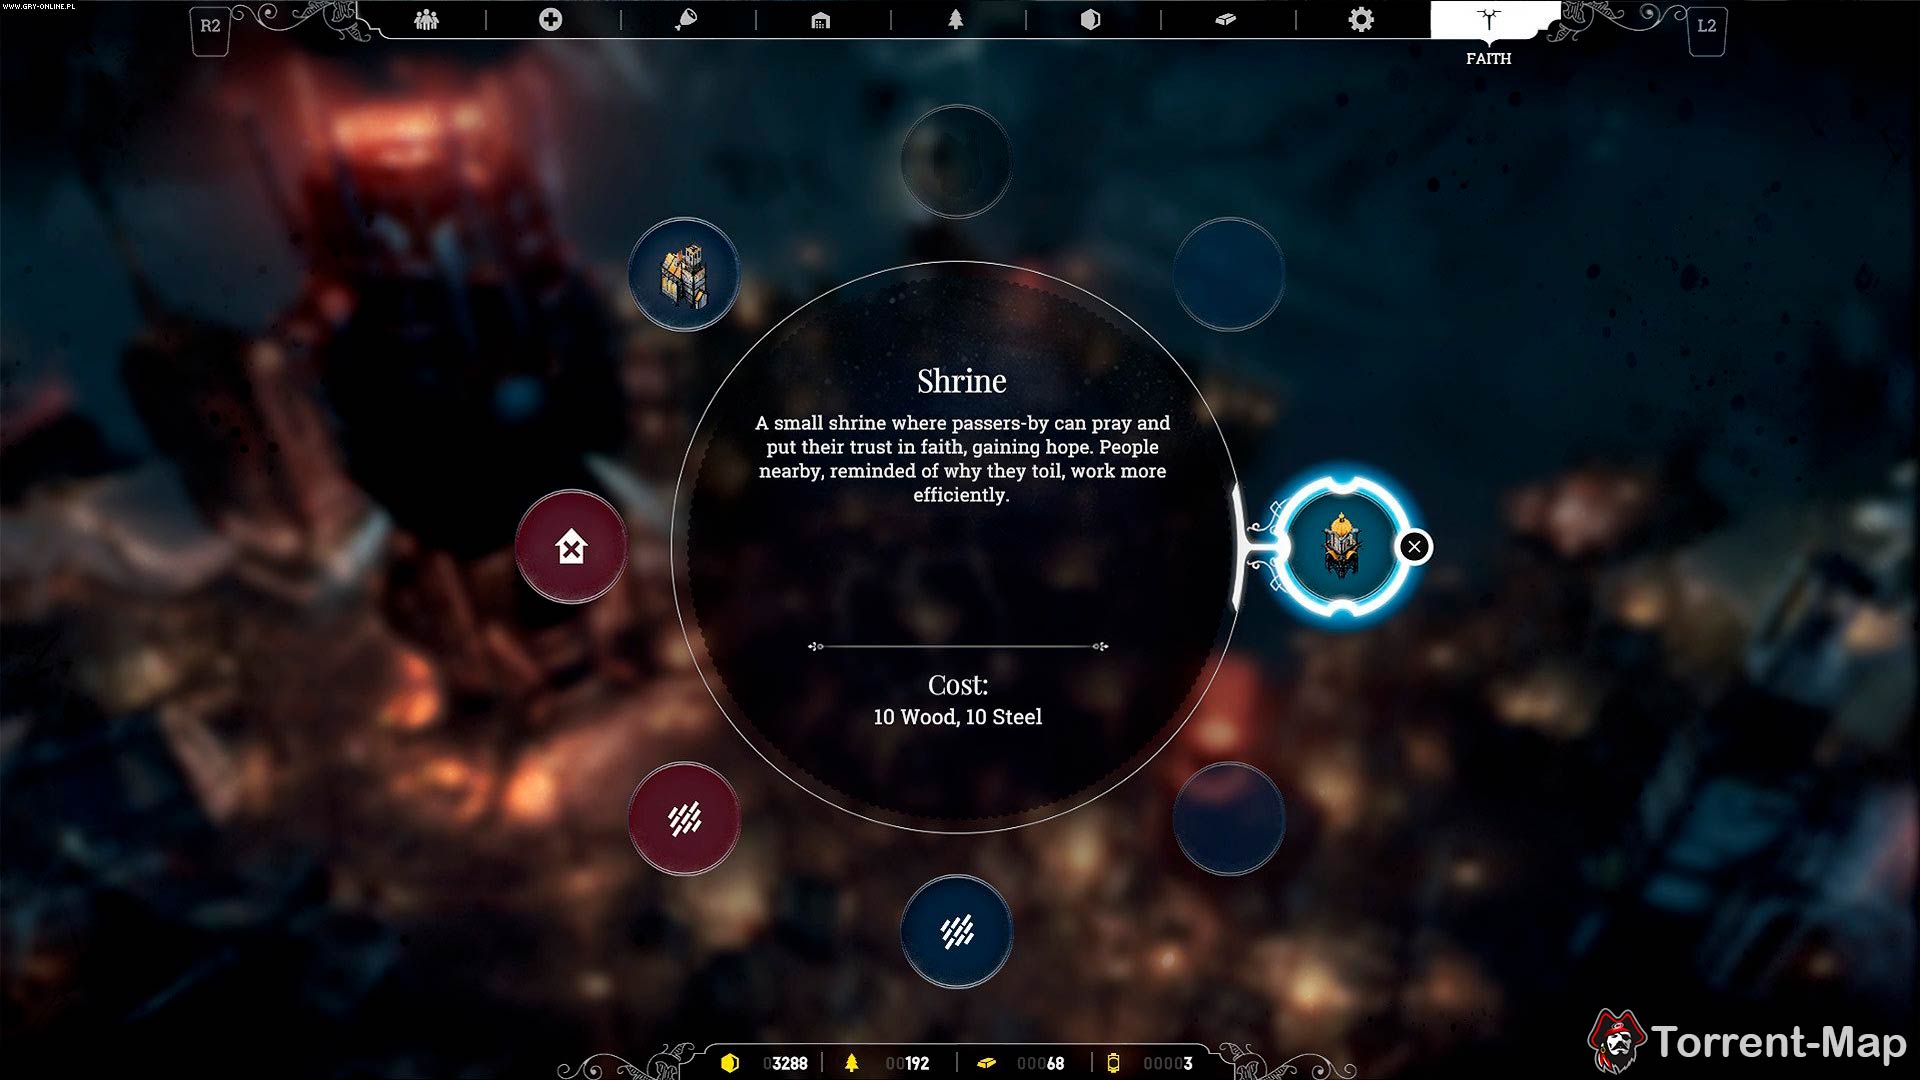 WWW.GRY-ONLINE.PL
R2
L2
FAITH
Shrine
A small shrine where passers-by can pray and
put their trust in faith, gaining hope. People
nearby, reminded of why they toil, work more
efficiently.
Cost:
10 Wood, 10 Steel
03288 00192 00068 00003
Torrent-Map